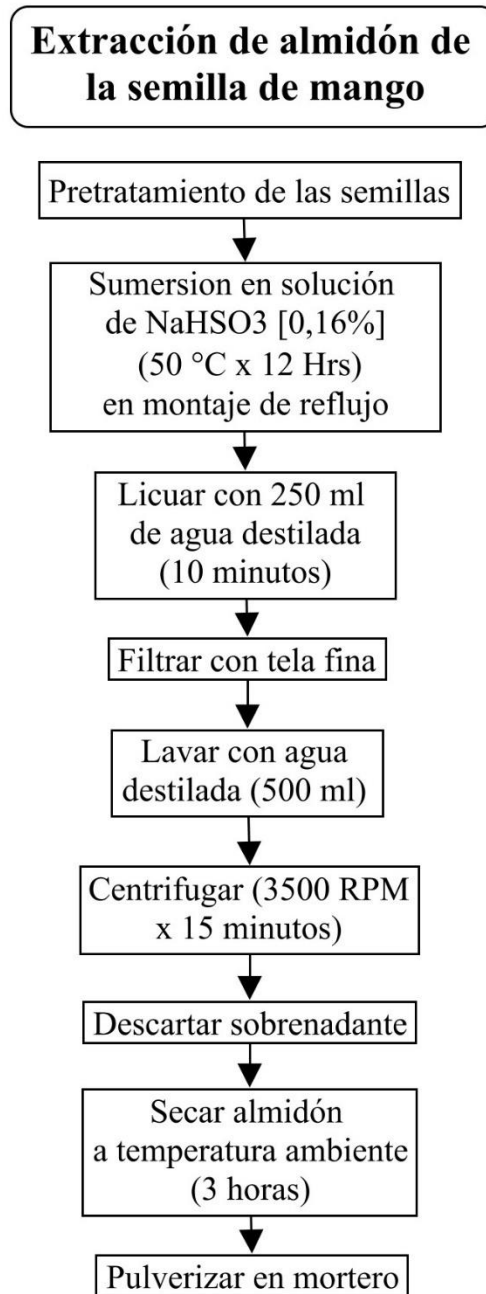 Extracción de almidón de
la semilla de mango
Pretratamiento de las semillas
Sumersion en solución
de NaHSO3 [0,16%]
(50 °C x 12 Hrs)
en montaje de reflujo
Licuar con 250 ml
de agua destilada
(10 minutos)
Filtrar con tela fina
Lavar con agua
destilada (500 ml)
Centrifugar (3500 RPM
x 15 minutos)
Descartar sobrenadante
Secar almidón
a temperatura ambiente
(3 horas)
Pulverizar en mortero